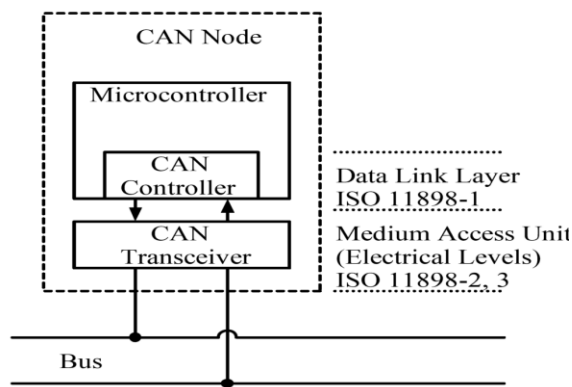 CAN Node
Microcontroller
CAN
Controller
CAN
Transceiver
Data Link Layer
ISO 11898-1
Medium Access Unit
(Electrical Levels)
ISO 11898-2, 3
Bus